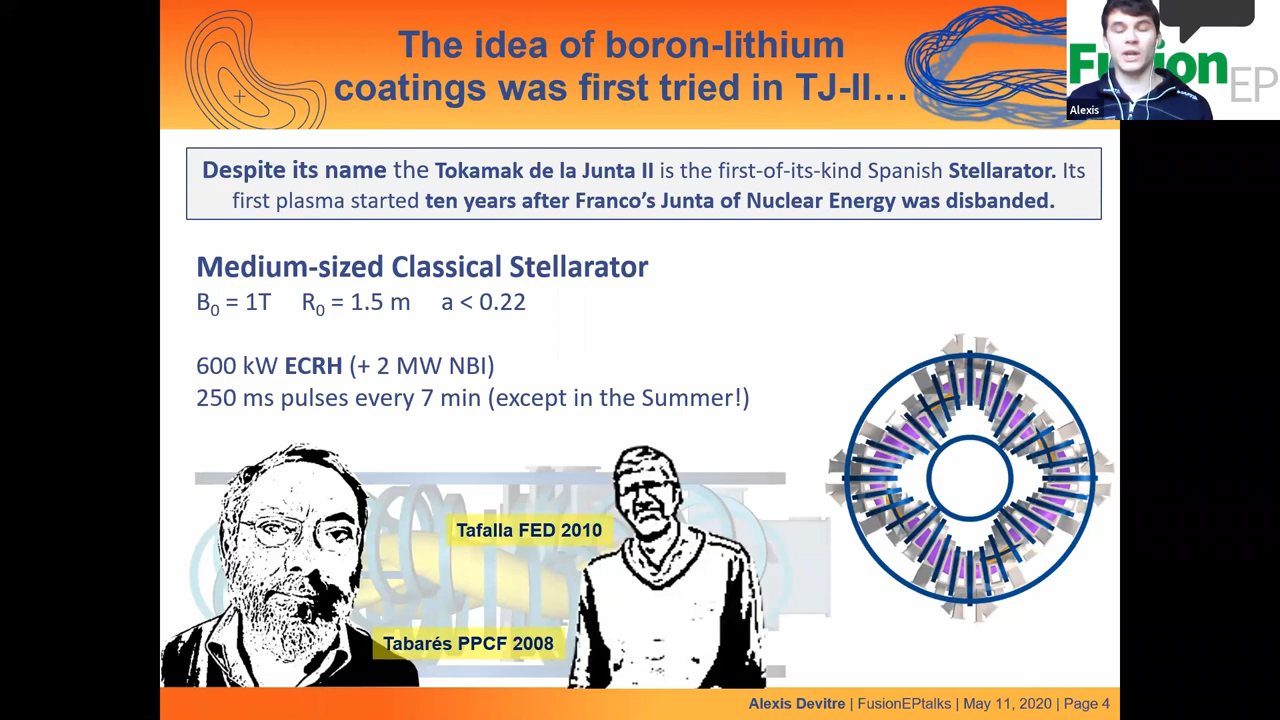 The idea of boron-lithium
coatings was first tried in TJ-II…
Fusion
EP
Alexis
Despite its name the Tokamak de la Junta II is the first-of-its-kind Spanish Stellarator. Its
first plasma started ten years after Franco’s Junta of Nuclear Energy was disbanded.
Medium-sized Classical Stellarator
B₀ = 1T R₀ = 1.5 m a < 0.22
600 kW ECRH (+ 2 MW NBI)
250 ms pulses every 7 min (except in the Summer!)
Tafalla FED 2010
Tabarés PPCF 2008
Alexis Devitre | FusionEPtalks | May 11, 2020 | Page 4